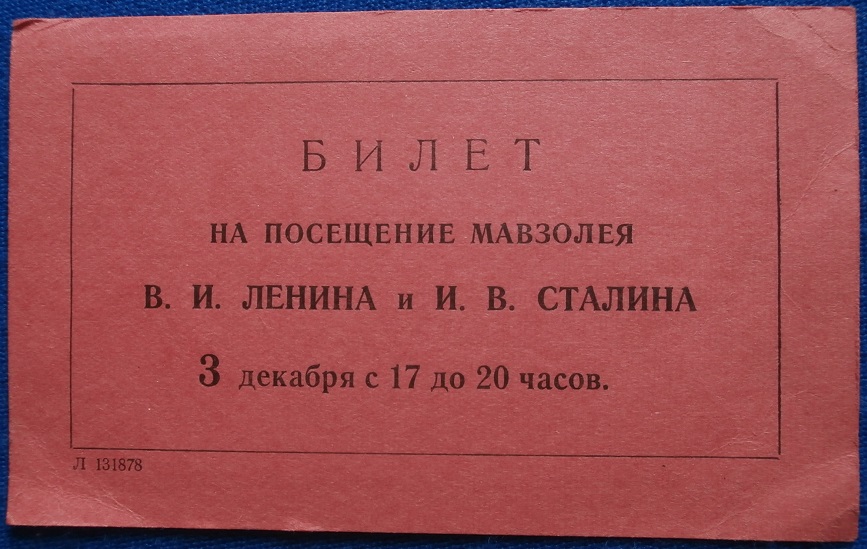 БИЛЕТ
НА ПОСЕЩЕНИЕ МАВЗОЛЕЯ
В. И. ЛЕНИНА и И. В. СТАЛИНА
3 декабря с 17 до 20 часов.
Л 131878